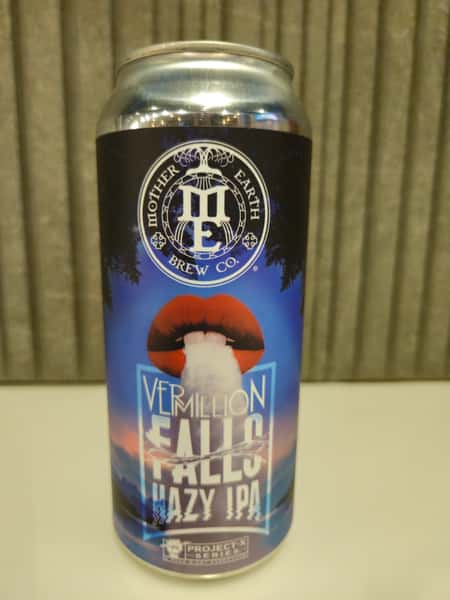 MOTHER EARTH
ME
BREW CO.
VERMILLION
FALLS
HAZY IPA
PROJECT X
SERIES